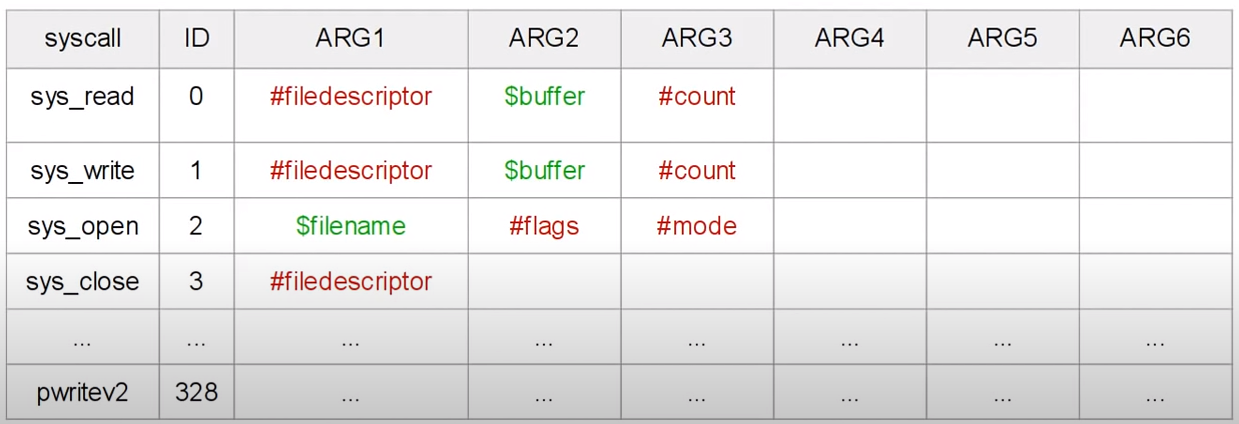 syscall ID ARG1 ARG2 ARG3 ARG4 ARG5 ARG6
sys_read 0 #filedescriptor $buffer #count
sys_write 1 #filedescriptor $buffer #count
sys_open 2 $filename #flags #mode
sys_close 3 #filedescriptor
... ... ... ... ... ... ... ...
pwritev2 328 ... ... ... ... ... ...